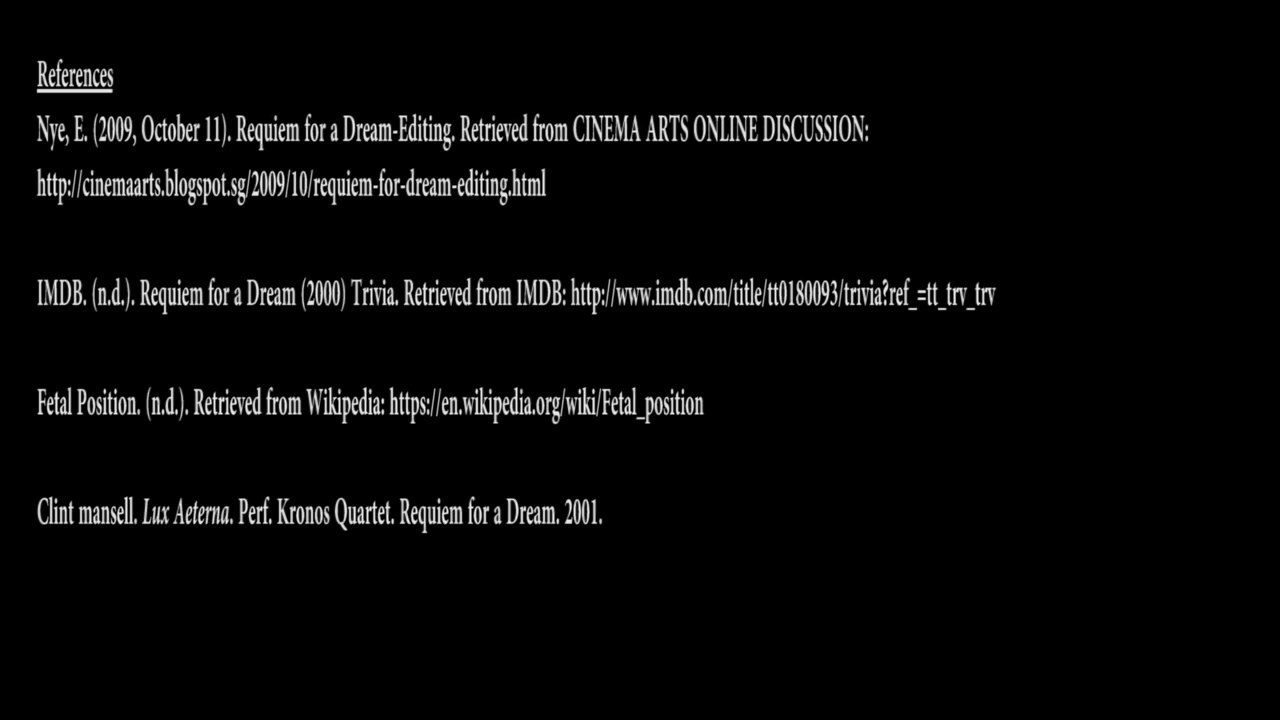 References
Nye, E. (2009, October 11). Requiem for a Dream-Editing. Retrieved from CINEMA ARTS ONLINE DISCUSSION:
http://cinemaarts.blogspot.sg/2009/10/requiem-for-dream-editing.html
IMDB. (n.d.). Requiem for a Dream (2000) Trivia. Retrieved from IMDB: http://www.imdb.com/title/tt0180093/trivia?ref_=tt_trv_trv
Fetal Position. (n.d.). Retrieved from Wikipedia: https://en.wikipedia.org/wiki/Fetal_position
Clint mansell. Lux Aeterna. Perf. Kronos Quartet. Requiem for a Dream. 2001.